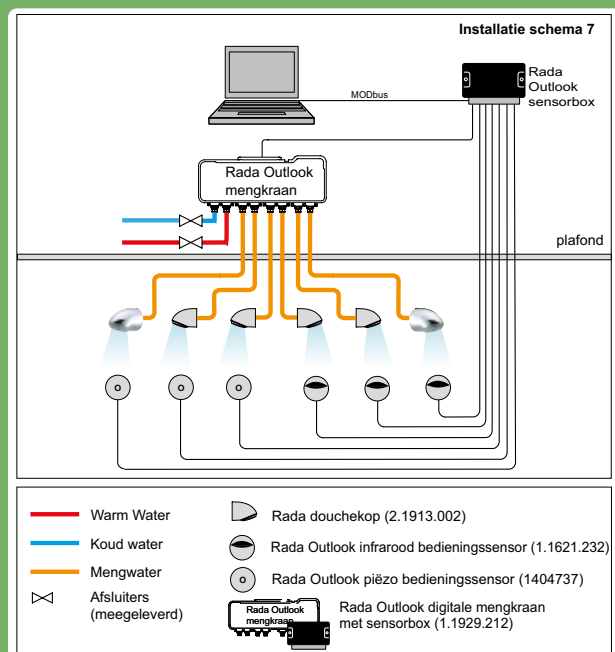 Installatie schema 7
MODbus
Rada
Outlook
sensorbox
Rada Outlook
mengkraan
plafond
o
o
o
Warm Water
Koud water
Mengwater
Afsluiters
(meegeleverd)
Rada douchekop (2.1913.002)
Rada Outlook infrarood bedieningssensor (1.1621.232)
o
Rada Outlook piëzo bedieningssensor (1404737)
Rada Outlook
mengkraan
Rada Outlook digitale mengkraan
met sensorbox (1.1929.212)